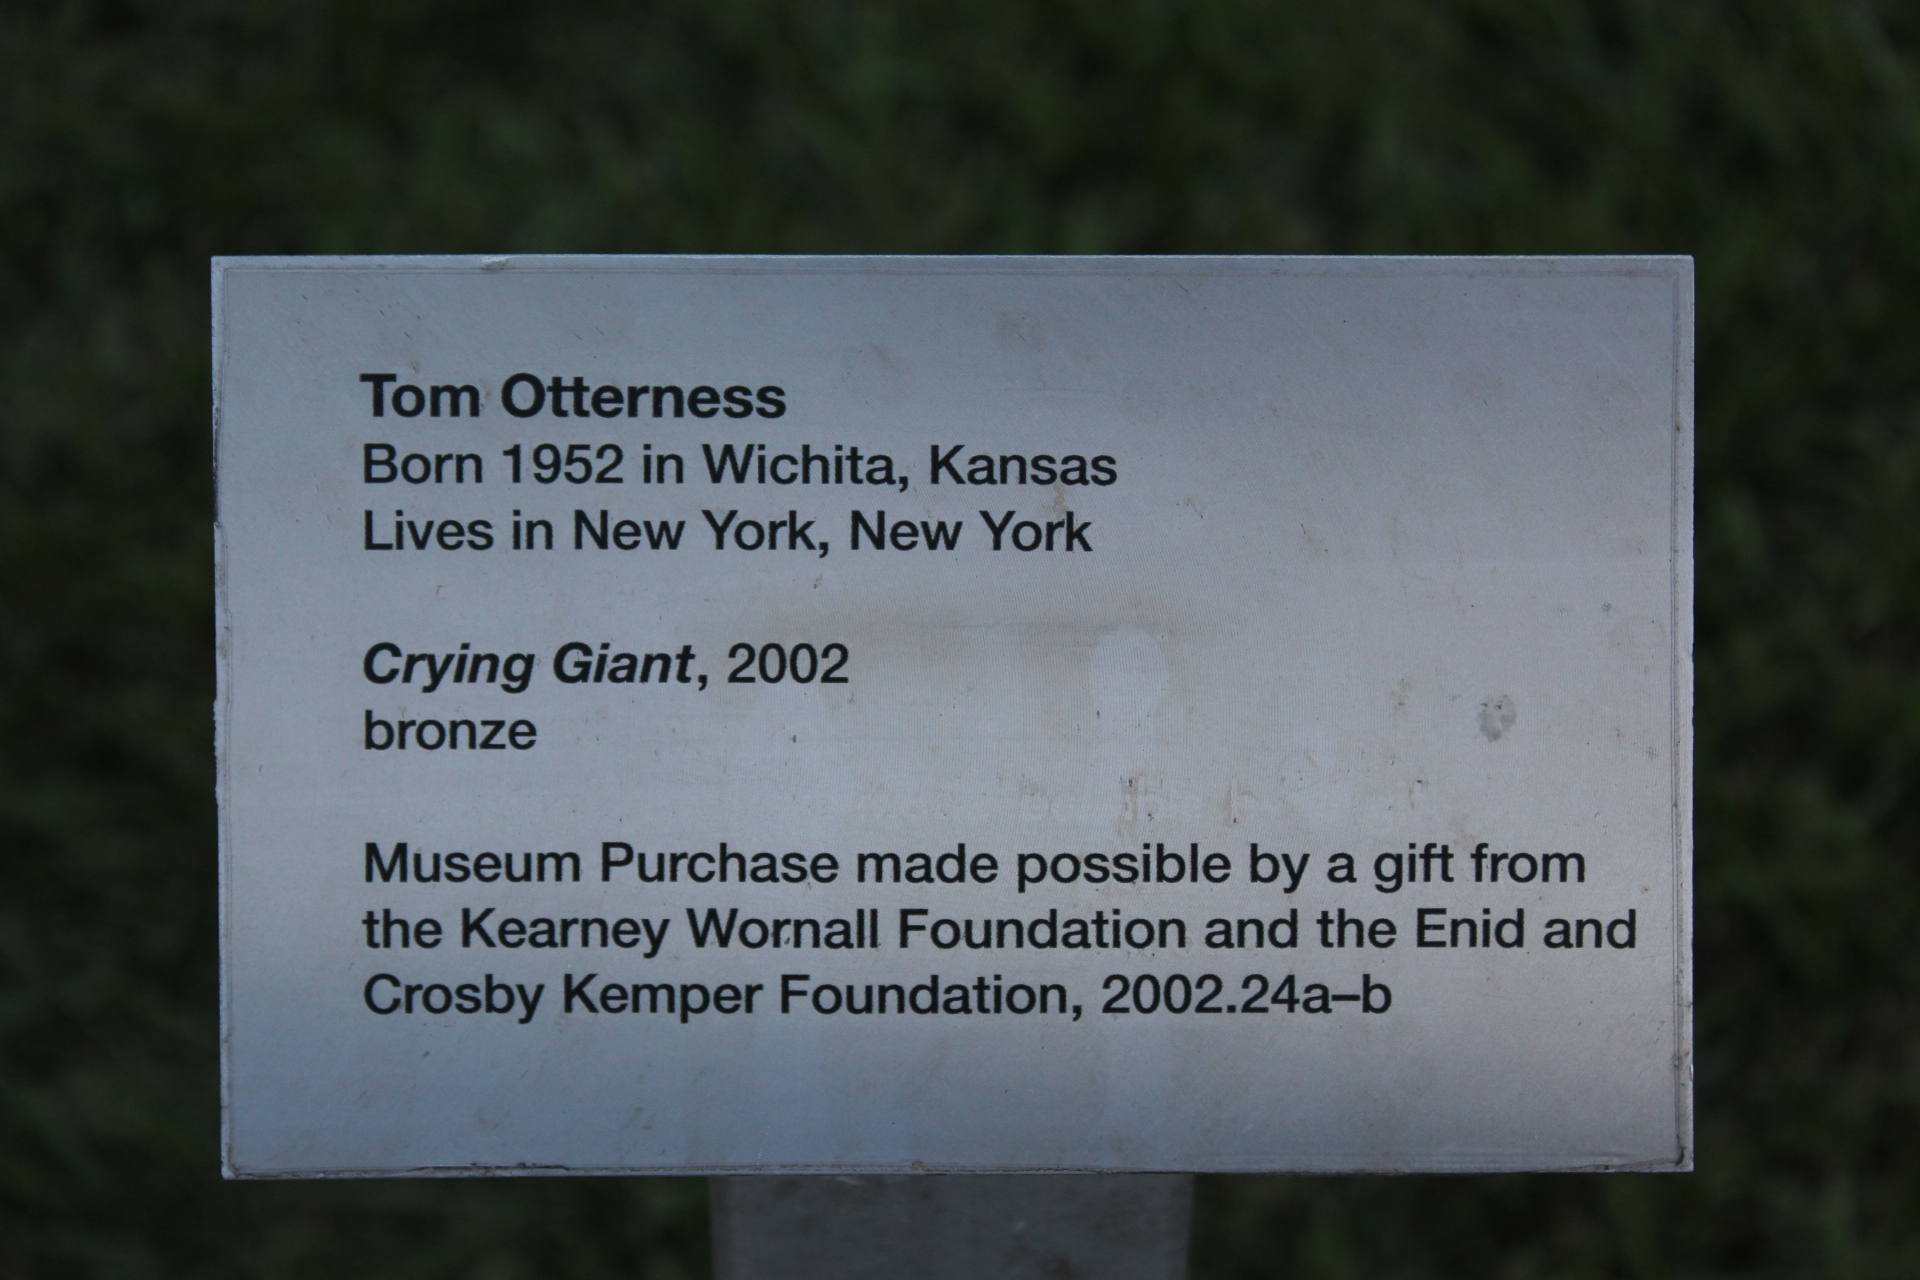 Tom Otterness
Born 1952 in Wichita, Kansas
Lives in New York, New York
Crying Giant, 2002
bronze
Museum Purchase made possible by a gift from
the Kearney Wornall Foundation and the Enid and
Crosby Kemper Foundation, 2002.24a–b